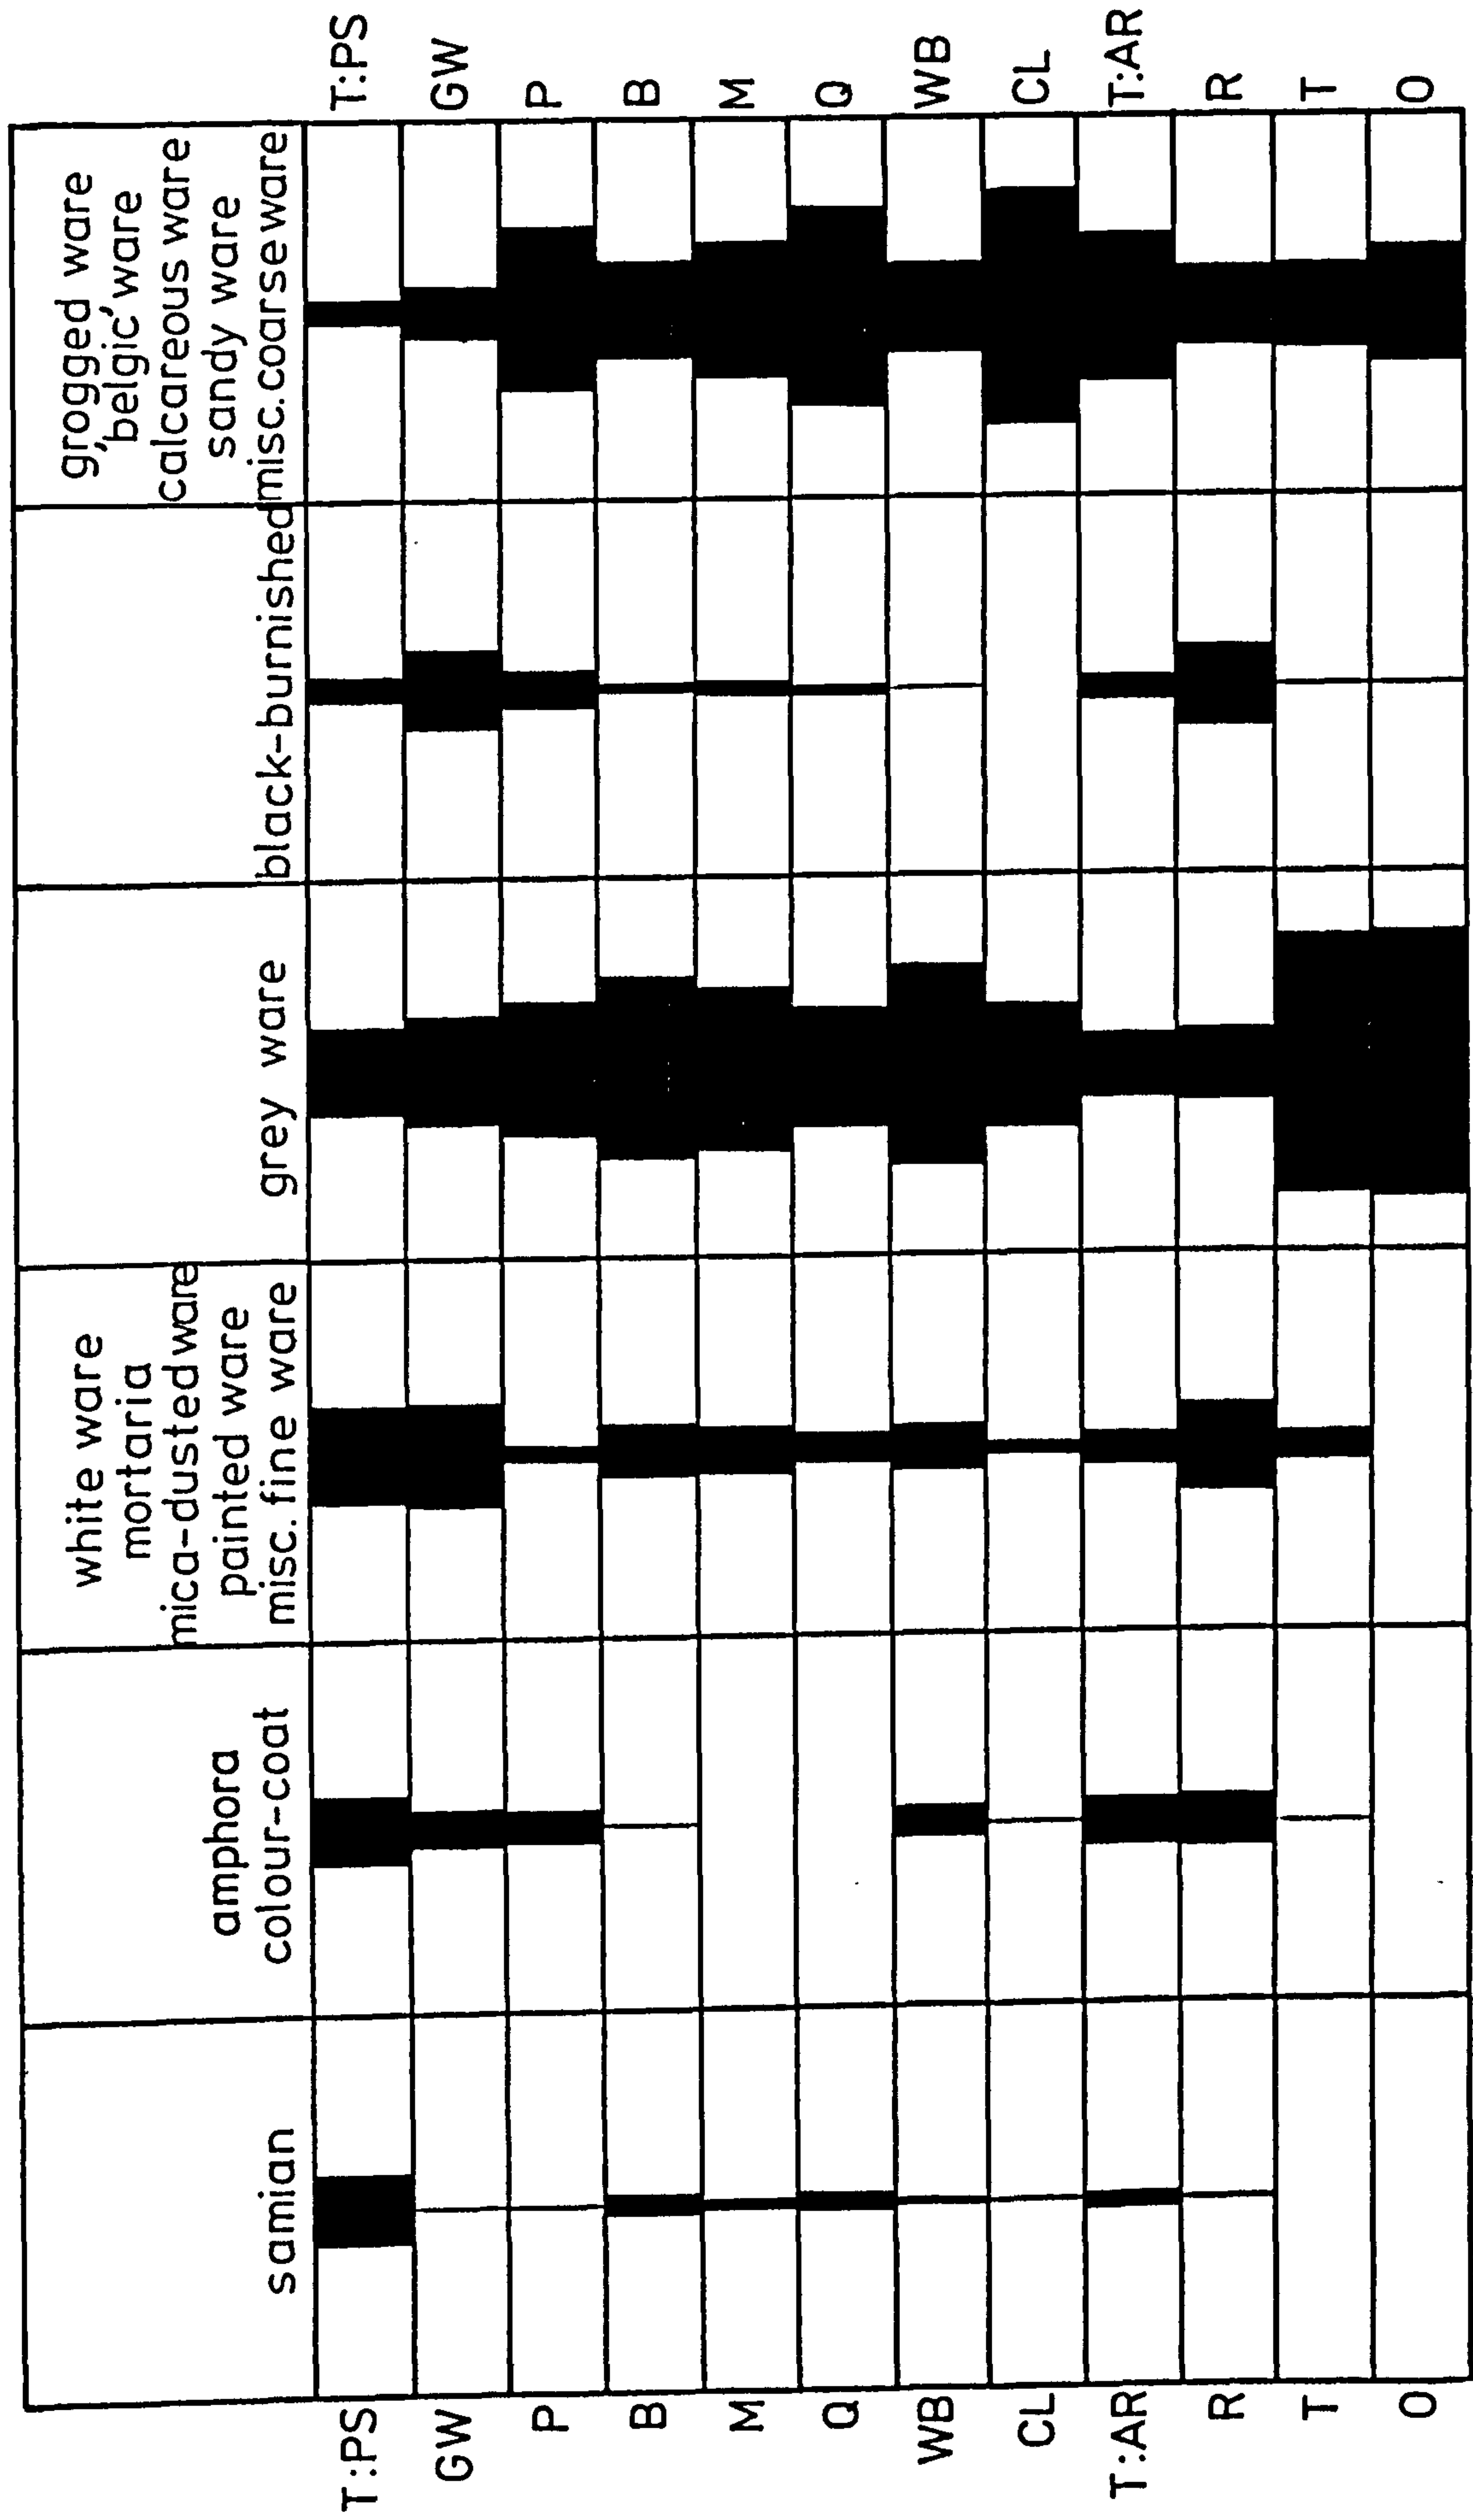 samian
amphora
colour-coat
white ware
mortaria
mica-dusted ware
painted ware
misc. fine ware
grey ware
black-burnished
grogged ware
'belgic' ware
calcareous ware
sandy ware
misc. coarse ware
T:PS
T:PS
GW
GW
P
P
B
B
M
M
Q
Q
WB
WB
CL
CL
T:AR
T:AR
R
R
T
T
O
O